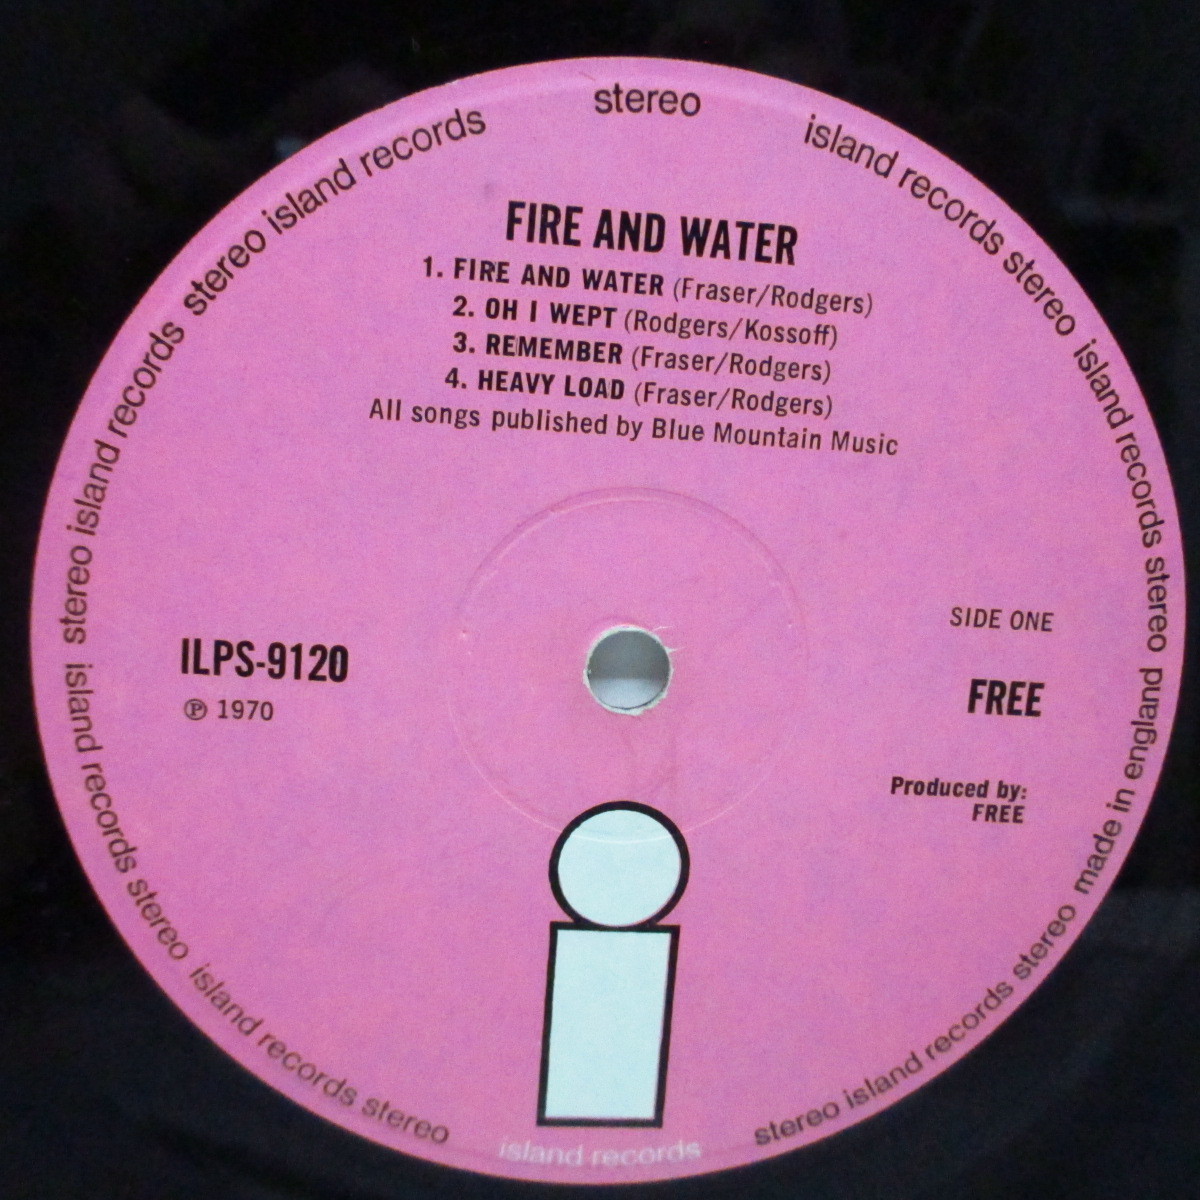 stereo
island records stereo island records stereo made in england
FIRE AND WATER
1. FIRE AND WATER (Fraser/Rodgers)
2. OH I WEPT (Rodgers/Kossoff)
3. REMEMBER (Fraser/Rodgers)
4. HEAVY LOAD (Fraser/Rodgers)
All songs published by Blue Mountain Music
SIDE ONE
ILPS-9120
FREE
℗ 1970
Produced by:
FREE
stereo island records stereo island records
island records stereo island records stereo
island records
stereo island records stereo